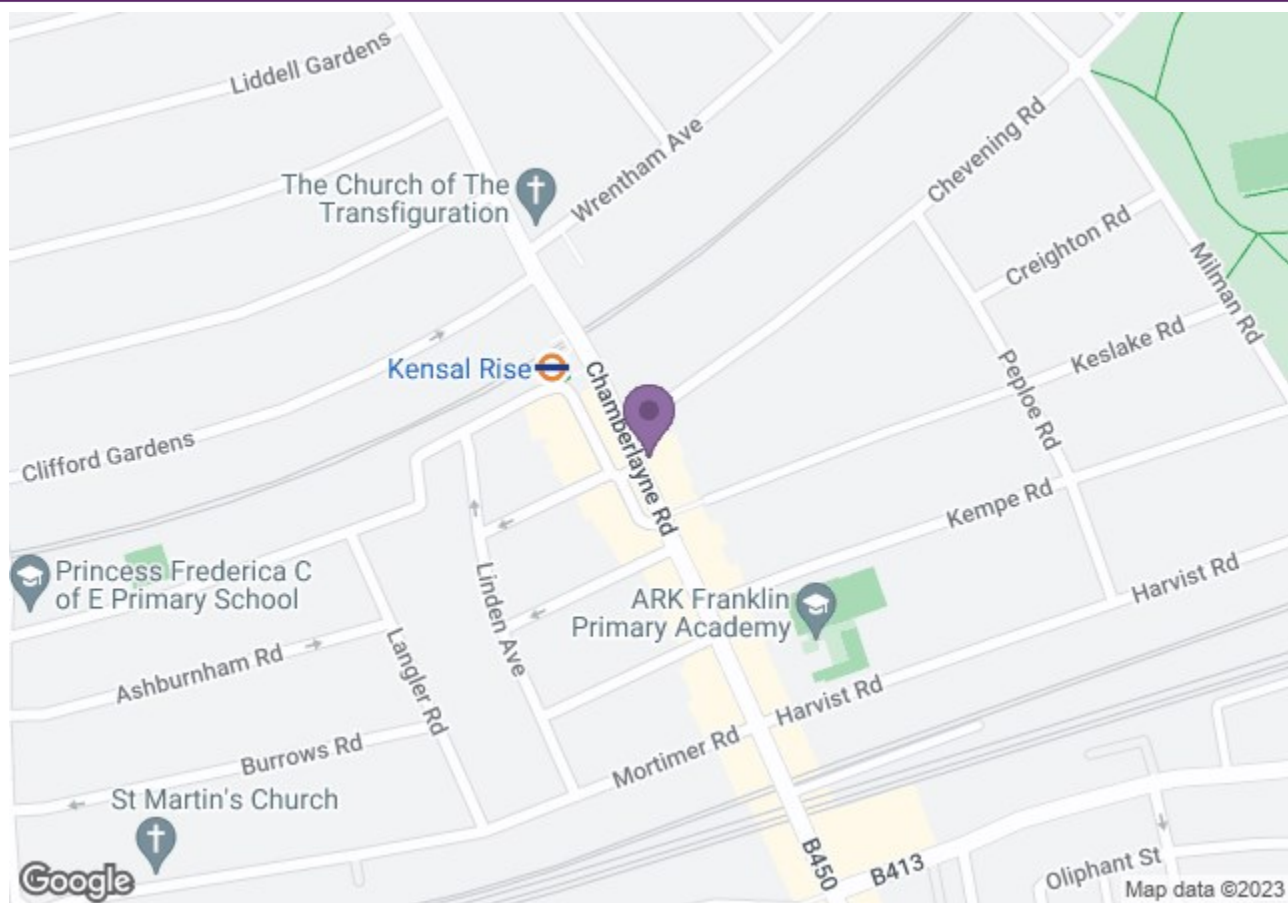 Liddell Gardens
The Church of The
Transfiguration
Wrentham Ave
Chevening Rd
Creighton Rd
Milman Rd
Kensal Rise
Chamberlayne Rd
Keslake Rd
Peploe Rd
Clifford Gardens
Kempe Rd
Princess Frederica C
of E Primary School
Linden Ave
ARK Franklin
Primary Academy
Harvist Rd
Ashburnham Rd
Langler Rd
Harvist Rd
Mortimer Rd
Burrows Rd
St Martin's Church
B450
B413
Oliphant St
Google
Map data ©2023